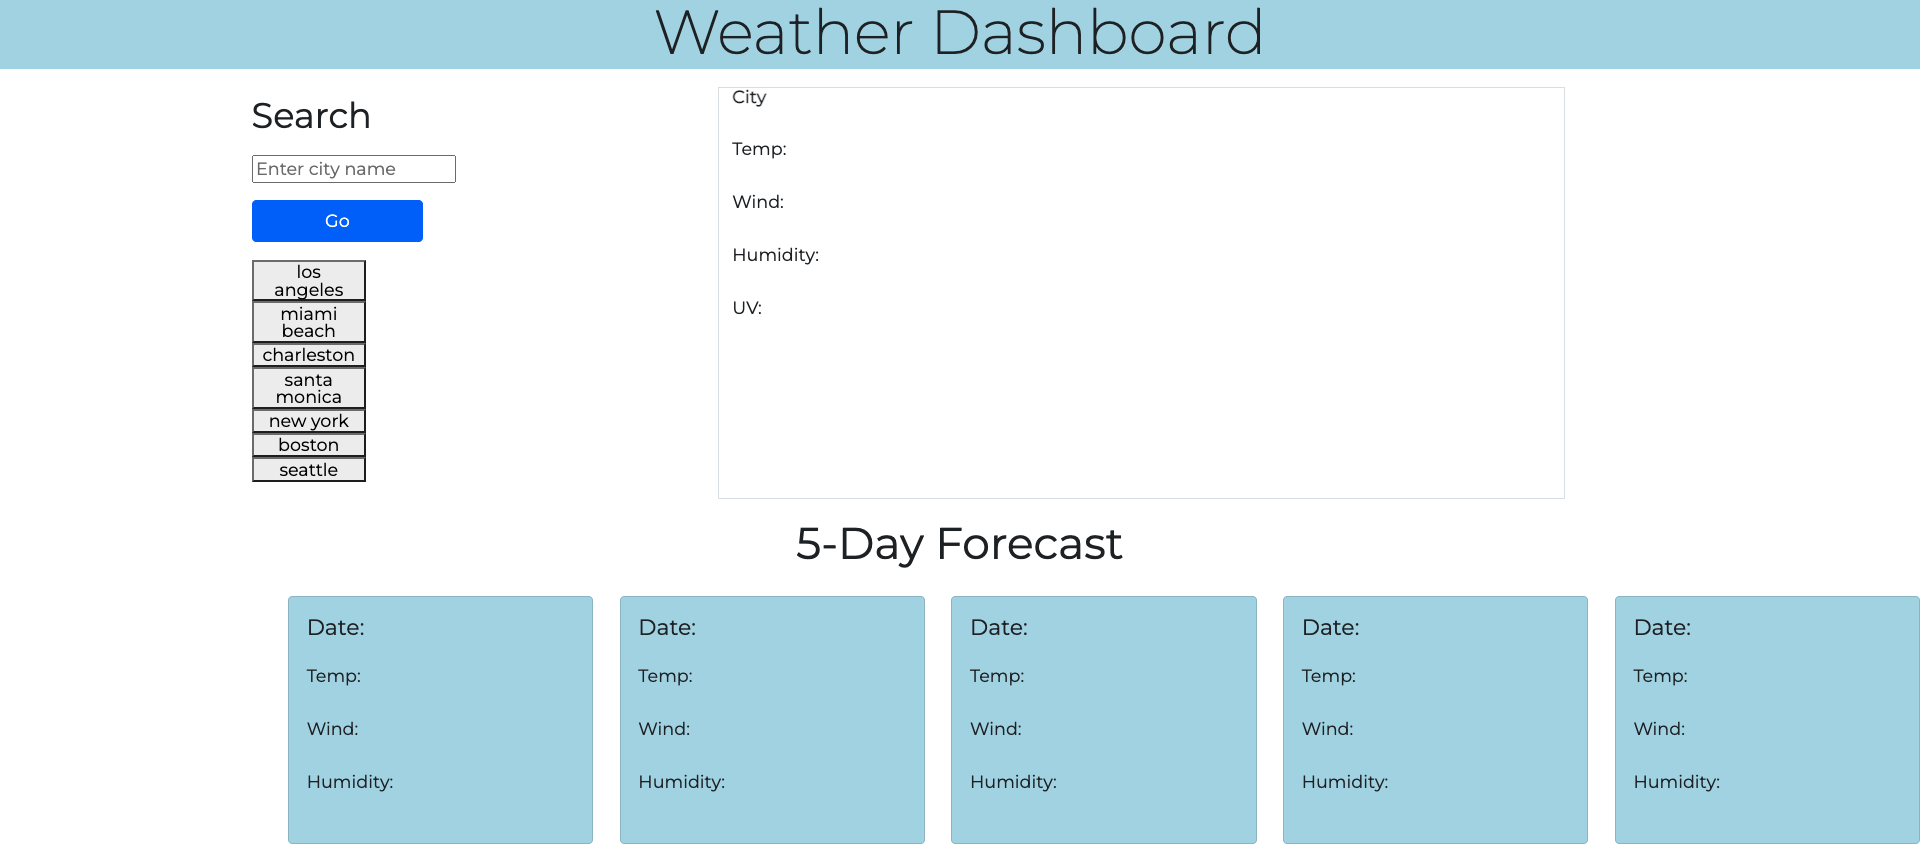 Weather Dashboard
Search
Enter city name
Go
los
angeles
miami
beach
charleston
santa
monica
new york
boston
seattle
City
Temp:
Wind:
Humidity:
UV:
5-Day Forecast
Date:
Temp:
Wind:
Humidity:
Date:
Temp:
Wind:
Humidity:
Date:
Temp:
Wind:
Humidity:
Date:
Temp:
Wind:
Humidity:
Date:
Temp:
Wind:
Humidity: